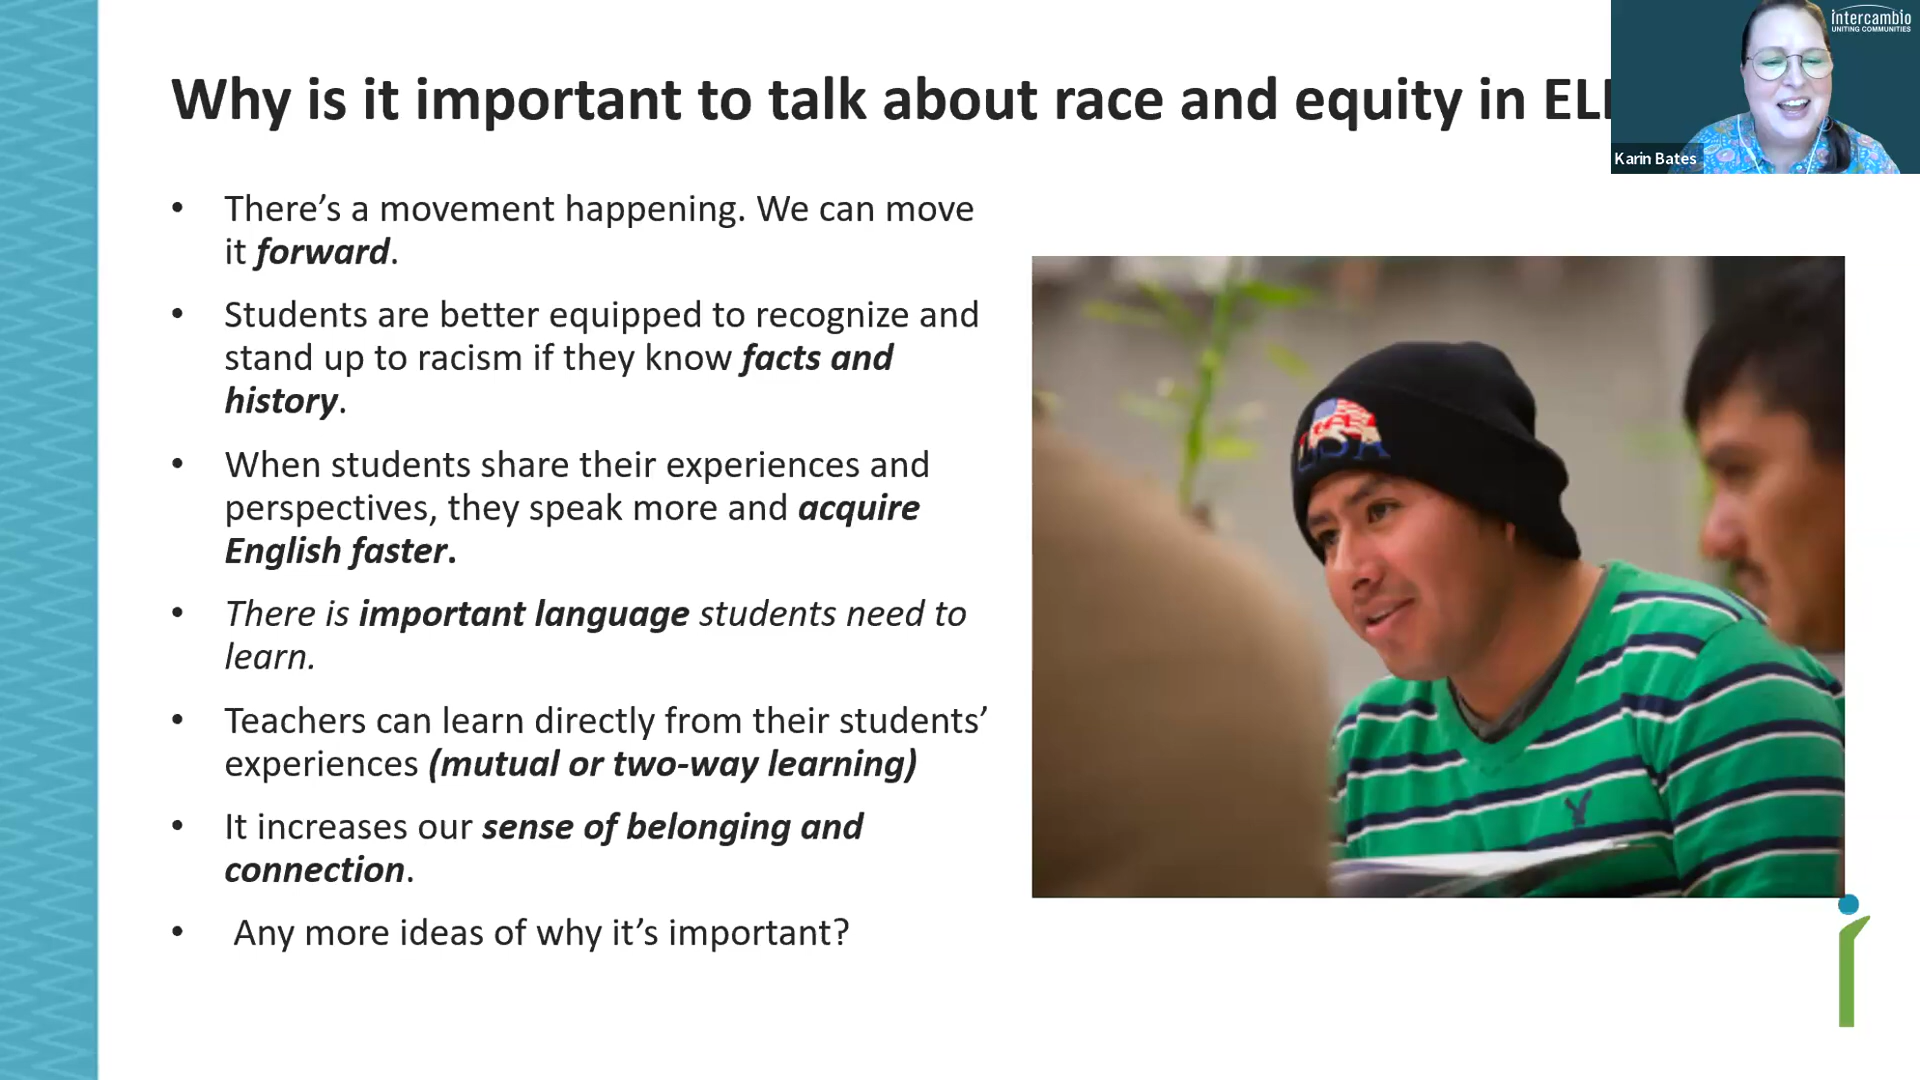 intercambio
UNITING COMMUNITIES
Karin Bates
Why is it important to talk about race and equity in
• There’s a movement happening. We can move
it forward.
• Students are better equipped to recognize and
stand up to racism if they know facts and
history.
• When students share their experiences and
perspectives, they speak more and acquire
English faster.
• There is important language students need to
learn.
• Teachers can learn directly from their students’
experiences (mutual or two-way learning)
• It increases our sense of belonging and
connection.
• Any more ideas of why it’s important?
USA